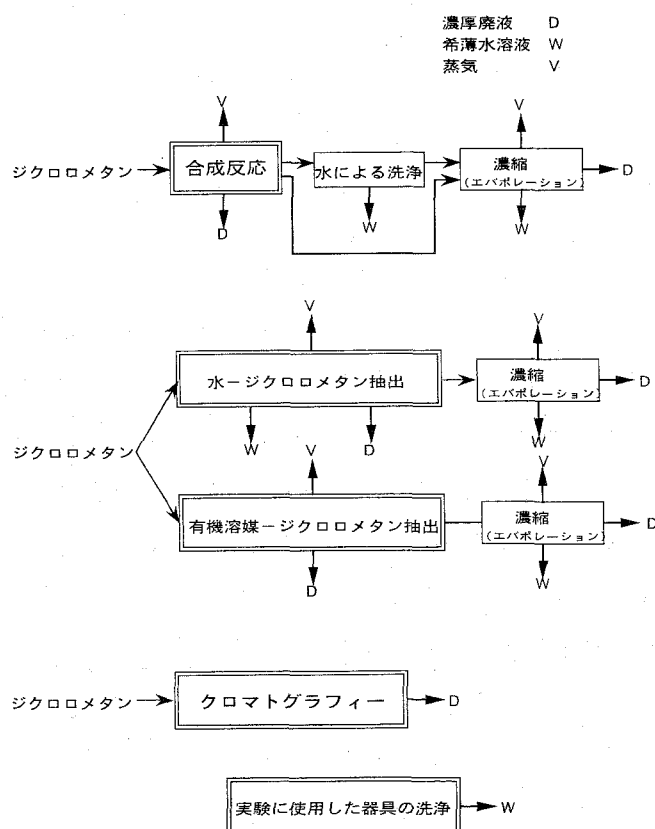 濃厚廃液 D
希薄水溶液 W
蒸気 V
V
V
ジクロロメタン
合成反応
水による洗浄
濃縮
(エバポレーション)
D
D
W
W
V
V
水－ジクロロメタン抽出
濃縮
(エバポレーション)
D
W
D
W
ジクロロメタン
V
V
有機溶媒－ジクロロメタン抽出
濃縮
(エバポレーション)
D
D
W
ジクロロメタン
クロマトグラフィー
D
実験に使用した器具の洗浄
W